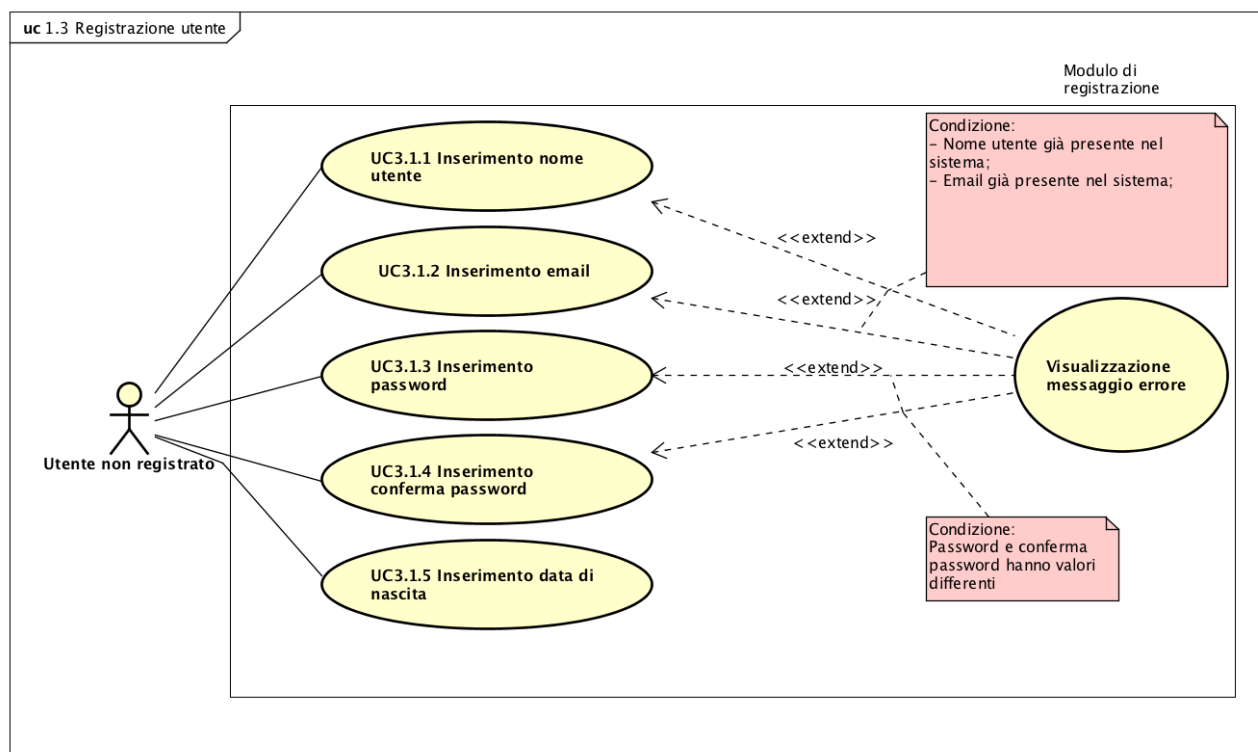 uc 1.3 Registrazione utente
Modulo di
registrazione
Condizione:
- Nome utente già presente nel
sistema;
- Email già presente nel sistema;
UC3.1.1 Inserimento nome
utente
<<extend>>
UC3.1.2 Inserimento email
<<extend>>
UC3.1.3 Inserimento
password
<<extend>>
Visualizzazione
messaggio errore
Utente non registrato
UC3.1.4 Inserimento
conferma password
<<extend>>
Condizione:
Password e conferma
password hanno valori
differenti
UC3.1.5 Inserimento data di
nascita